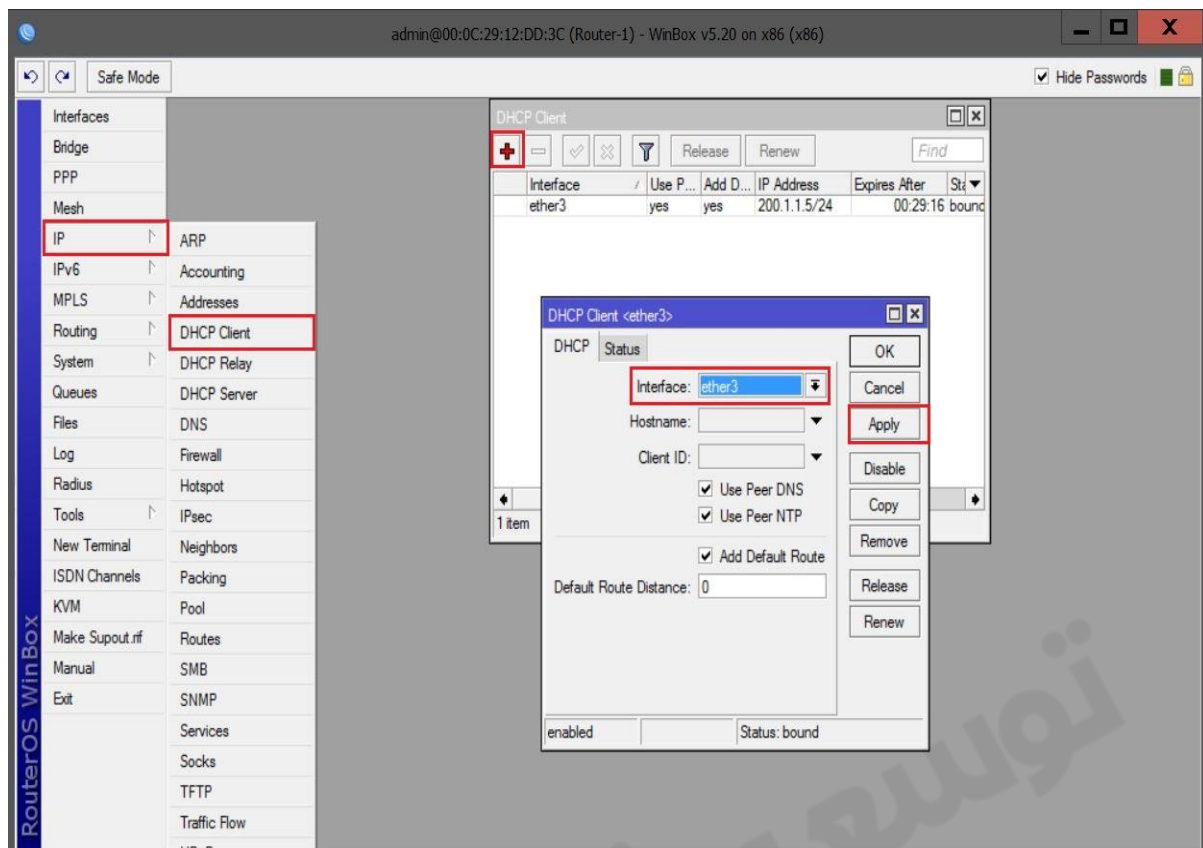 admin@00:0C:29:12:DD:3C (Router-1) - WinBox v5.20 on x86 (x86)
Safe Mode
Hide Passwords
Interfaces
Bridge
PPP
Mesh
IP
IPv6
MPLS
Routing
System
Queues
Files
Log
Radius
Tools
New Terminal
ISDN Channels
KVM
Make Supout.rif
Manual
Exit
RouterOS WinBox
ARP
Accounting
Addresses
DHCP Client
DHCP Relay
DHCP Server
DNS
Firewall
Hotspot
IPsec
Neighbors
Packing
Pool
Routes
SMB
SNMP
Services
Socks
TFTP
Traffic Flow
DHCP Client
Release Renew Find
Interface / Use P... Add D... IP Address Expires After
ether3 yes yes 200.1.1.5/24 00:29:16 bound
1 item
DHCP Client <ether3>
DHCP Status
Interface: ether3
Hostname:
Client ID:
Use Peer DNS
Use Peer NTP
Add Default Route
Default Route Distance: 0
OK
Cancel
Apply
Disable
Copy
Remove
Release
Renew
enabled Status: bound